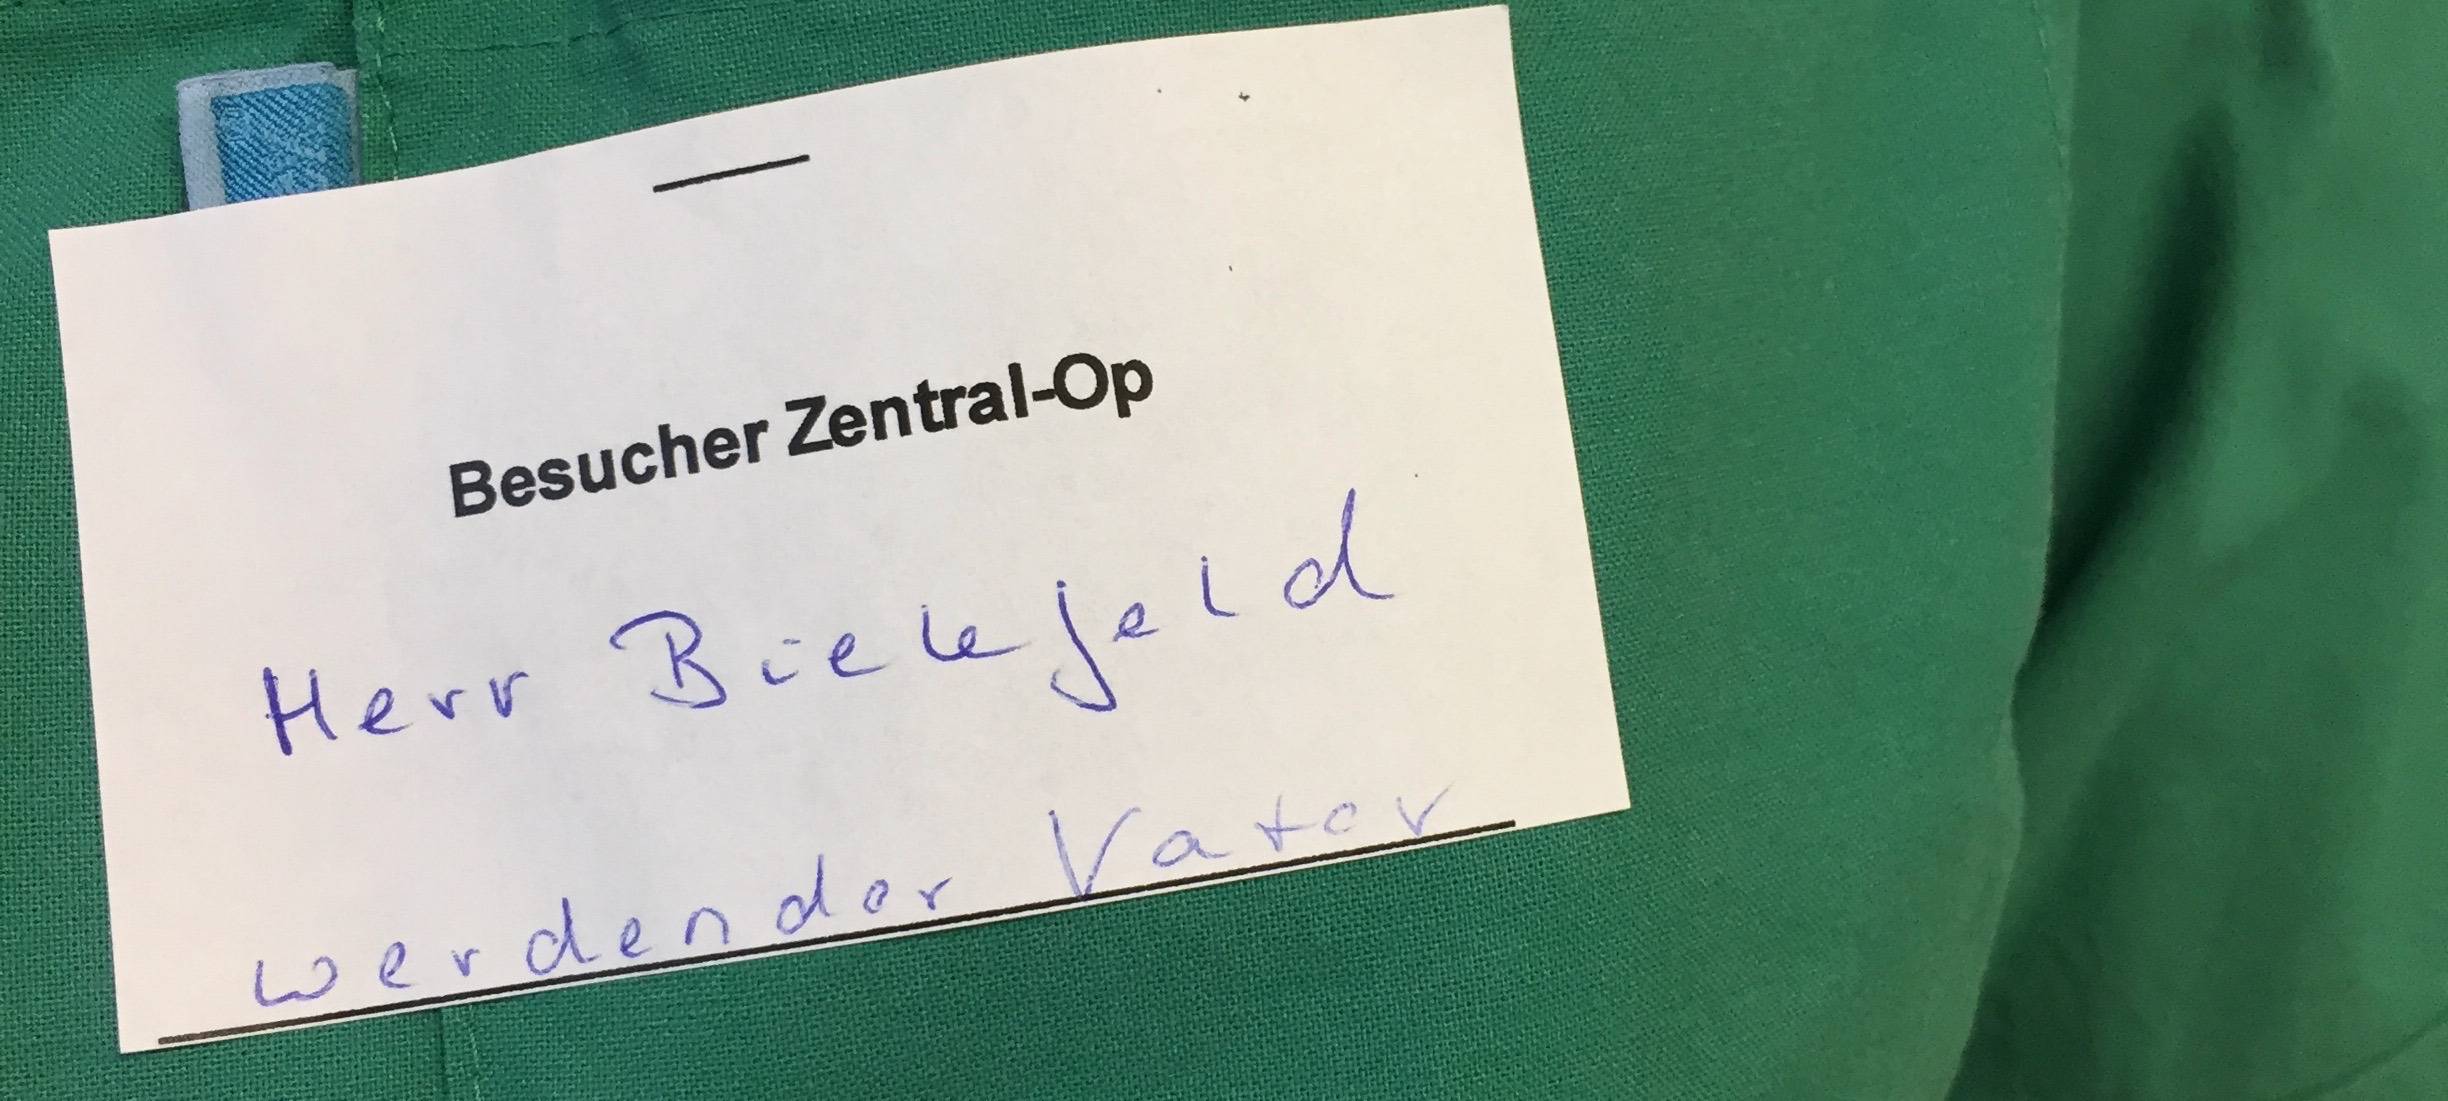 Besucher Zentral-Op
Herr Bielefeld
werdender Vater